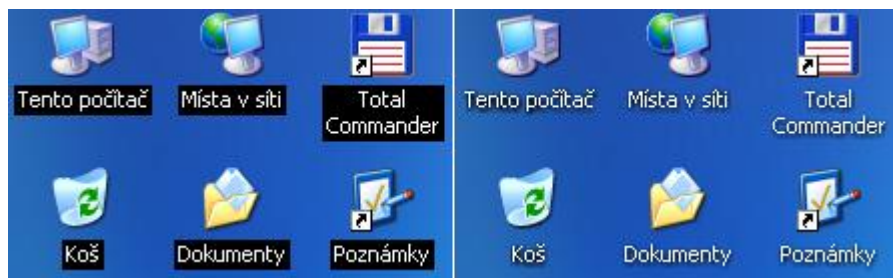 Tento počítač
Místa v síti
Total
Commander
Koš
Dokumenty
Poznámky
Tento počítač
Místa v síti
Total
Commander
Koš
Dokumenty
Poznámky